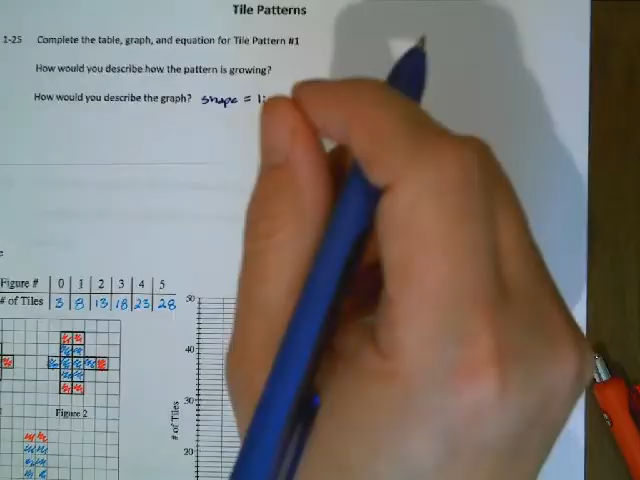 Tile Patterns
1-25 Complete the table, graph, and equation for Tile Pattern #1
How would you describe how the pattern is growing?
How would you describe the graph? shape =
Figure # 0 1 2 3 4 5
# of Tiles 3 8 13 18 23 28
50
40
30
20
# of Tiles
Figure 2